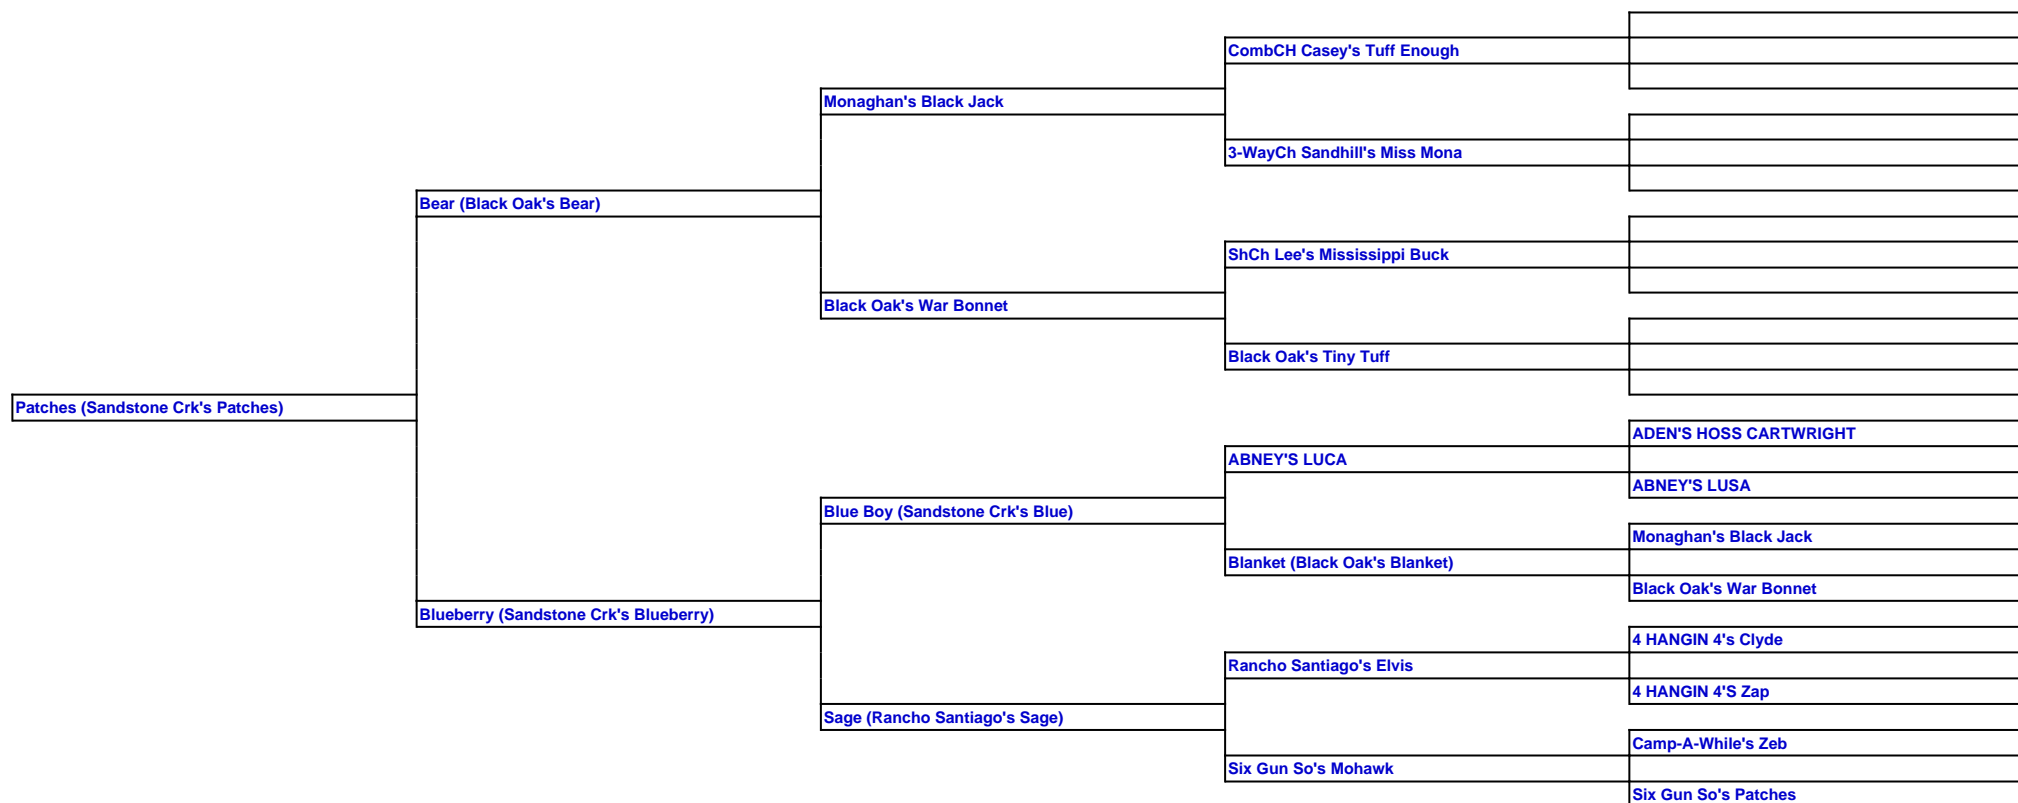 CombCH Casey's Tuff Enough
Monaghan's Black Jack
3-WayCh Sandhill's Miss Mona
Bear (Black Oak's Bear)
ShCh Lee's Mississippi Buck
Black Oak's War Bonnet
Black Oak's Tiny Tuff
Patches (Sandstone Crk's Patches)
ADEN'S HOSS CARTWRIGHT
ABNEY'S LUCA
ABNEY'S LUSA
Blue Boy (Sandstone Crk's Blue)
Monaghan's Black Jack
Blanket (Black Oak's Blanket)
Black Oak's War Bonnet
Blueberry (Sandstone Crk's Blueberry)
4 HANGIN 4's Clyde
Rancho Santiago's Elvis
4 HANGIN 4'S Zap
Sage (Rancho Santiago's Sage)
Camp-A-While's Zeb
Six Gun So's Mohawk
Six Gun So's Patches